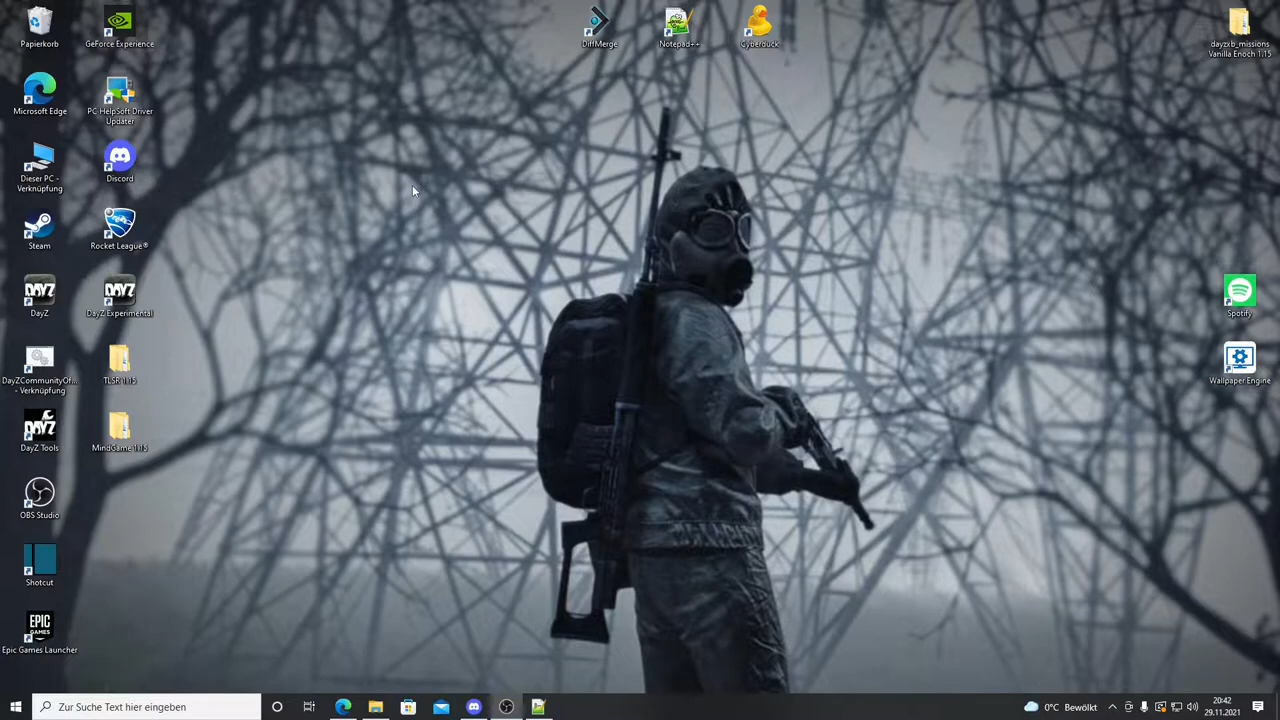 Papierkorb
GeForce Experience
DiffMerge
Notepad++
Cyberduck
dayzxb_missions
Vanilla Enoch 1.15
Microsoft Edge
PC HelpSoft Driver
Updater
Dieser PC -
Verknüpfung
Discord
Steam
Rocket League®
DAYZ
DayZ
DAYZ
DayZ Experimental
Spotify
DayZCommunityOf...
- Verknüpfung
TLSR 1.15
Wallpaper Engine
DAYZ
DayZ Tools
MindGame 1.13
OBS Studio
Shotcut
EPIC
GAMES
Epic Games Launcher
Zur Suche Text hier eingeben
0°C Bewölkt
20:42
29.11.2021